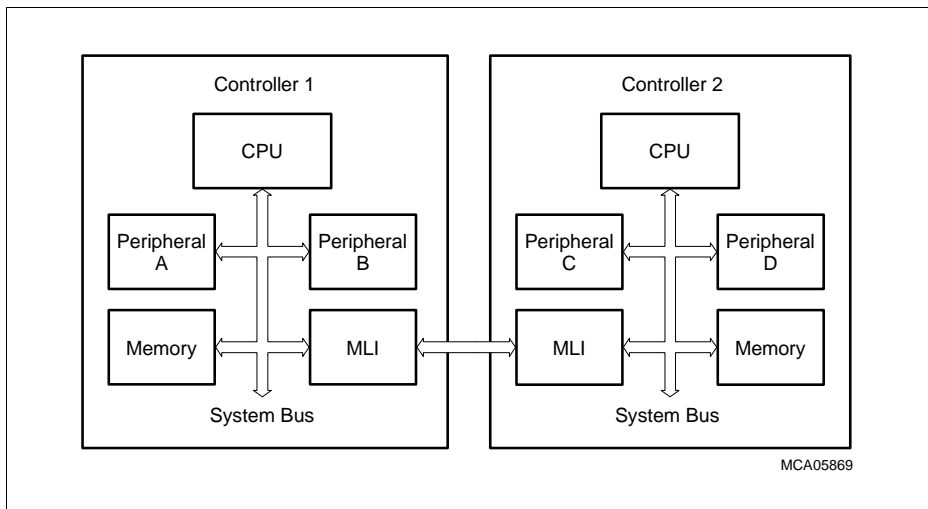 Controller 1
CPU
Peripheral
A
Peripheral
B
Memory
MLI
System Bus
Controller 2
CPU
Peripheral
C
Peripheral
D
MLI
Memory
System Bus
MCA05869